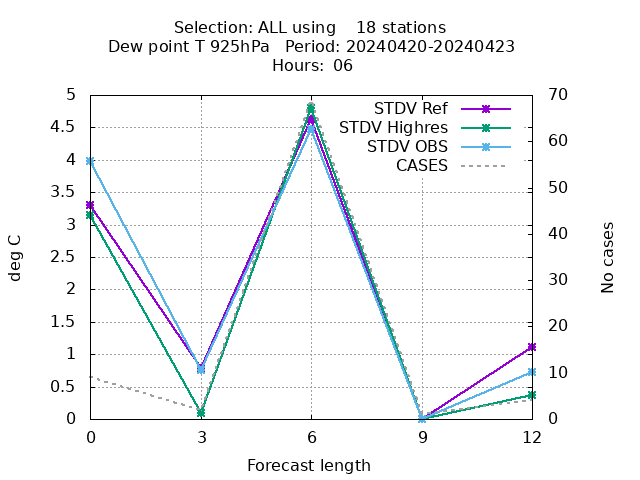 Selection: ALL using    18 stations
Dew point T 925hPa   Period: 20240420-20240423
Hours:  06
STDV Ref
STDV Highres
STDV OBS
CASES
deg C
No cases
5
4.5
4
3.5
3
2.5
2
1.5
1
0.5
0
70
60
50
40
30
20
10
0
0 3 6 9 12
Forecast length